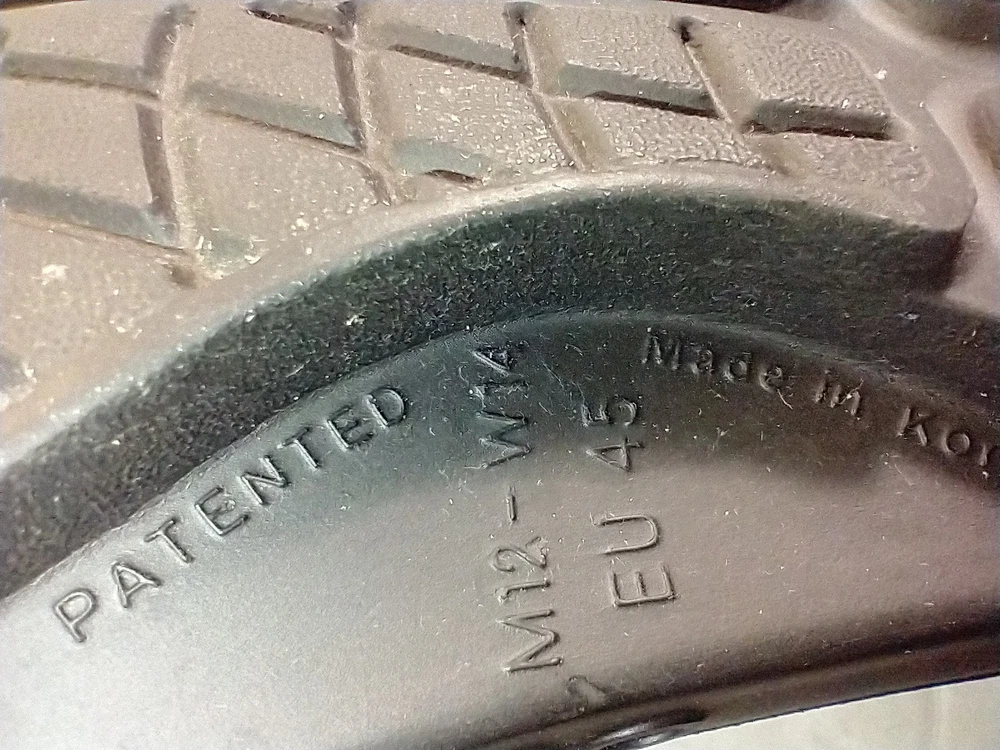 PATENTED
M12-W14
EU 45
Made in Kor